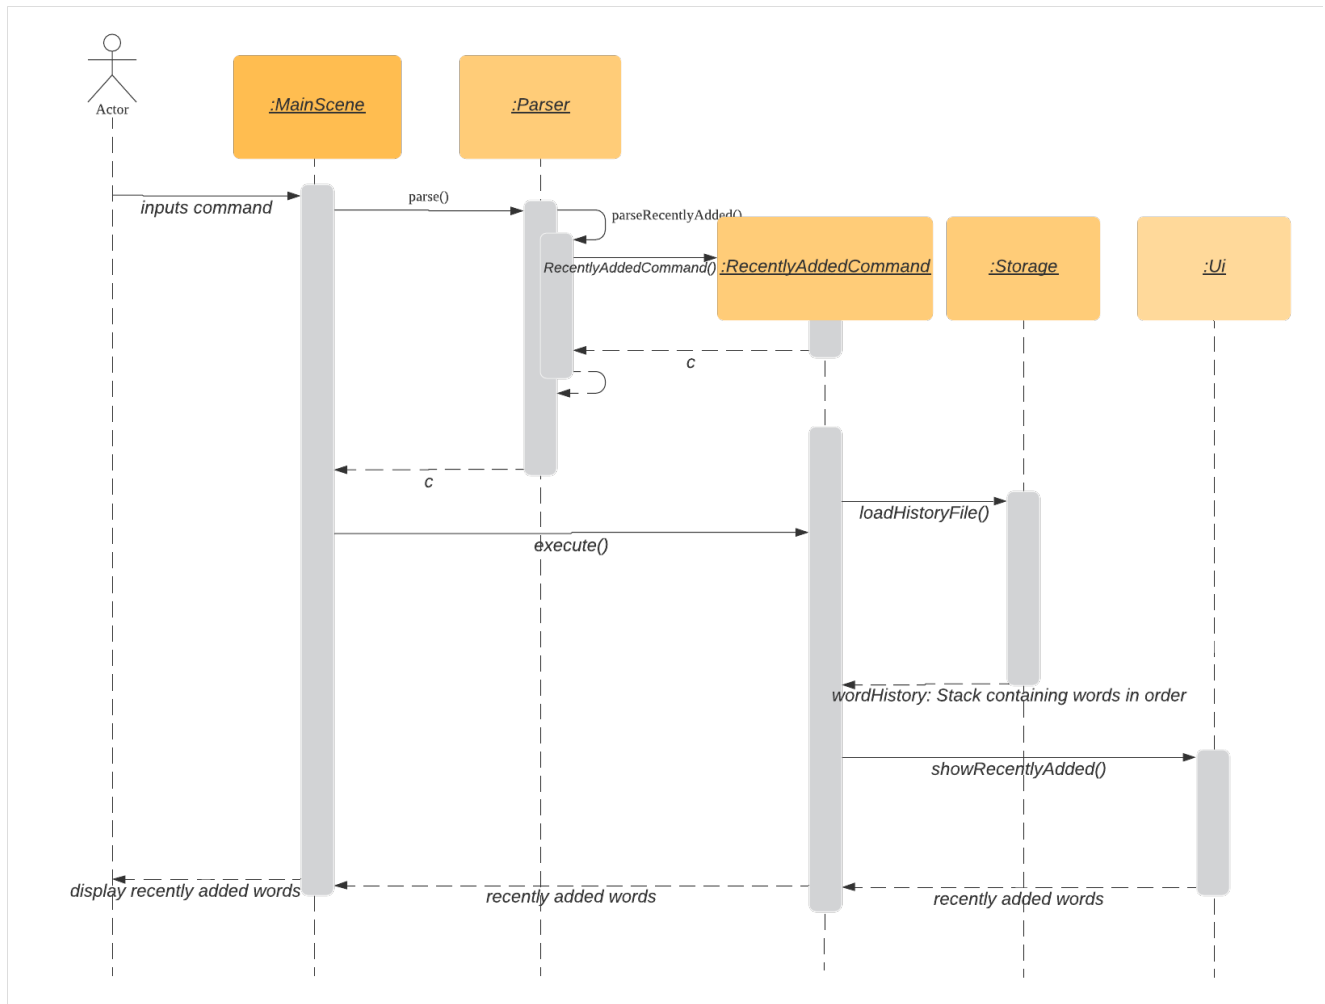 Actor
:MainScene
:Parser
inputs command
parse()
parseRecentlyAdded()
RecentlyAddedCommand()
:RecentlyAddedCommand
:Storage
:Ui
c
c
loadHistoryFile()
execute()
wordHistory: Stack containing words in order
showRecentlyAdded()
display recently added words
recently added words
recently added words